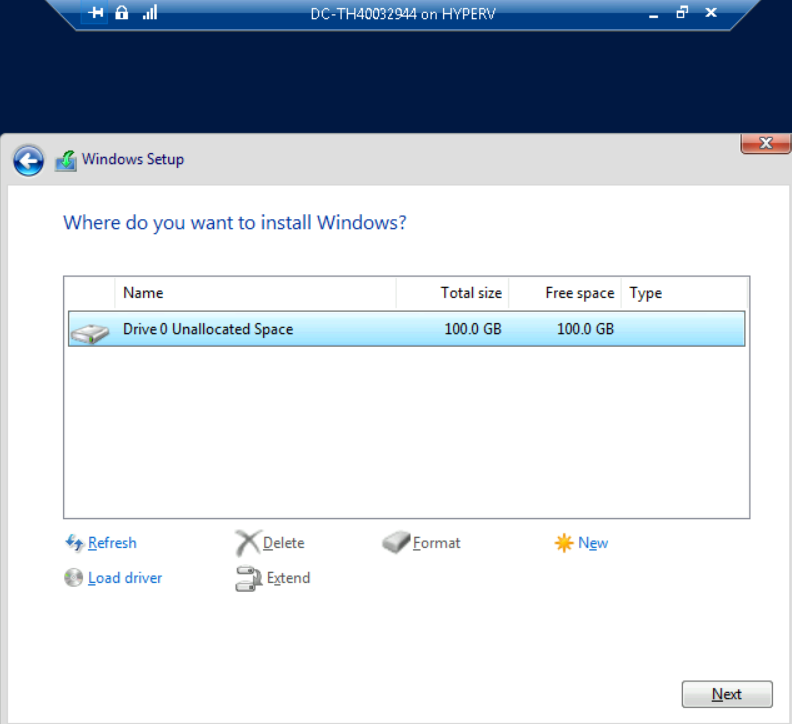 DC-TH40032944 on HYPERV
Windows Setup
Where do you want to install Windows?
Name Total size Free space Type
Drive 0 Unallocated Space 100.0 GB 100.0 GB
Refresh Delete Format New
Load driver Extend
Next